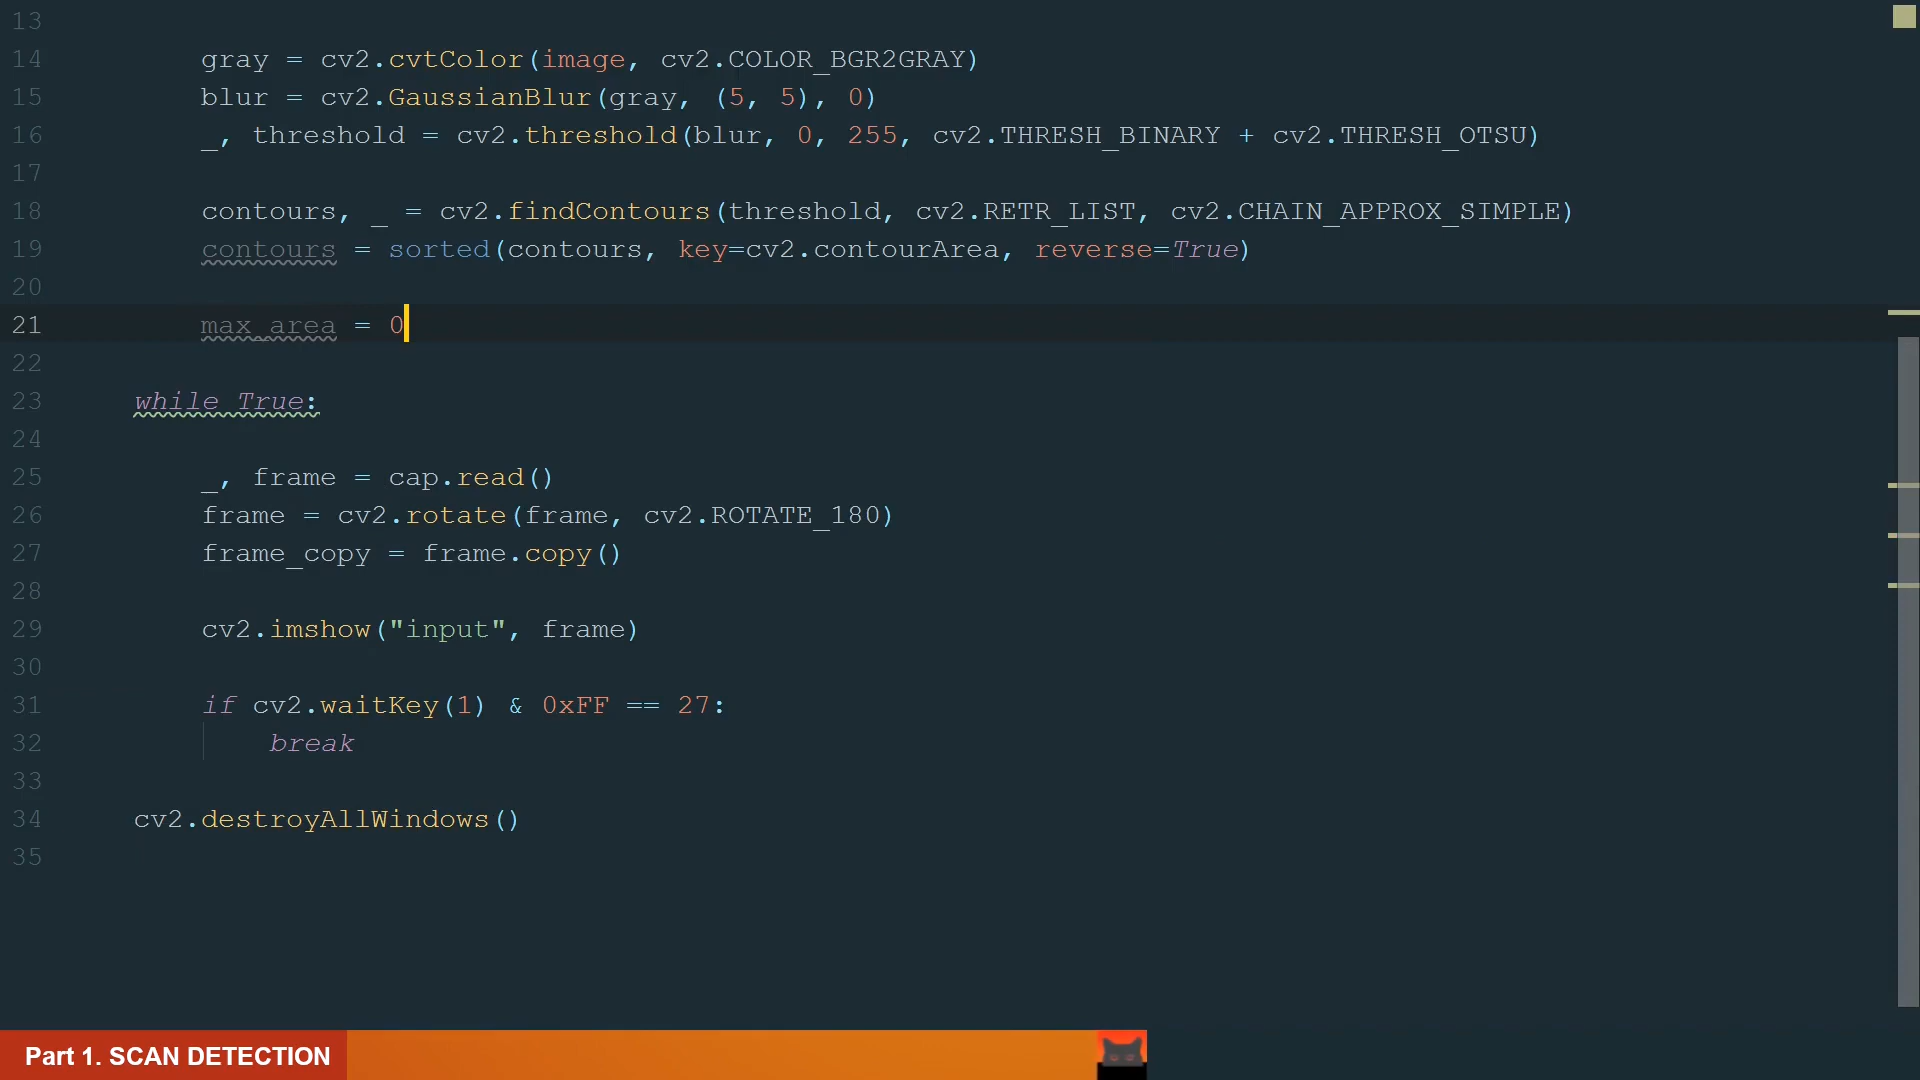 13
14 gray = cv2.cvtColor(image, cv2.COLOR_BGR2GRAY)
15 blur = cv2.GaussianBlur(gray, (5, 5), 0)
16 _, threshold = cv2.threshold(blur, 0, 255, cv2.THRESH_BINARY + cv2.THRESH_OTSU)
17
18 contours, _ = cv2.findContours(threshold, cv2.RETR_LIST, cv2.CHAIN_APPROX_SIMPLE)
19 contours = sorted(contours, key=cv2.contourArea, reverse=True)
20
21 max_area = 0
22
23 while True:
24
25 _, frame = cap.read()
26 frame = cv2.rotate(frame, cv2.ROTATE_180)
27 frame_copy = frame.copy()
28
29 cv2.imshow("input", frame)
30
31 if cv2.waitKey(1) & 0xFF == 27:
32 break
33
34 cv2.destroyAllWindows()
35
Part 1. SCAN DETECTION